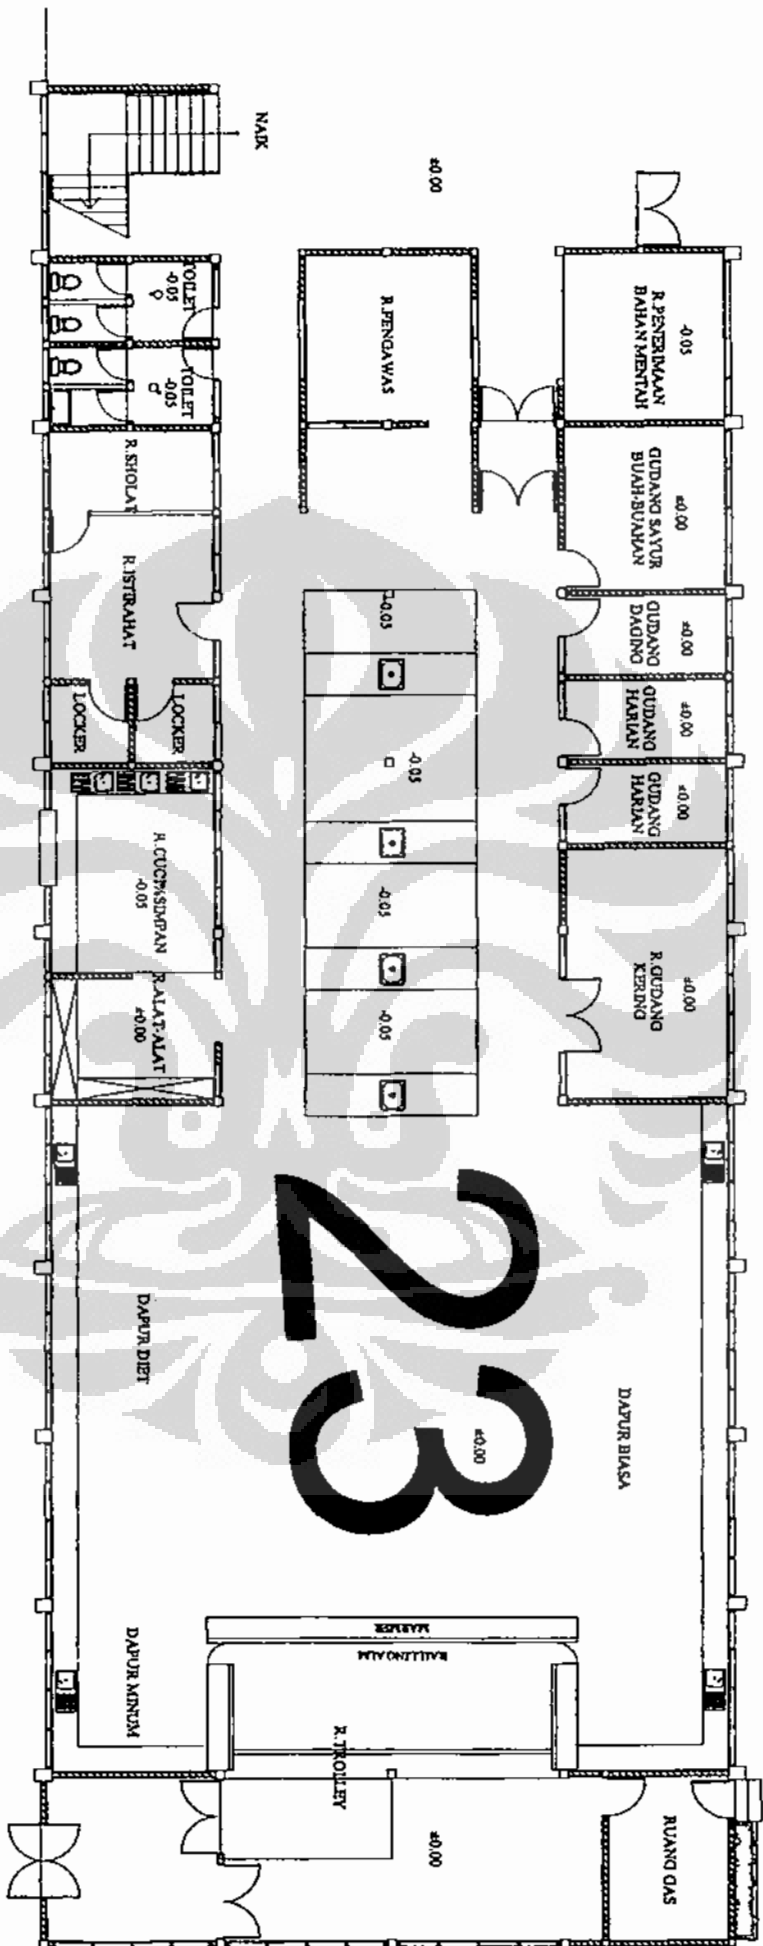 NAIK
±0.00
R.PENERIMAAN
BAHAN MENTAH
-0.05
R.PENGAWAS
TOILET
-0.05
TOILET
-0.05
GUDANG SAYUR
BUAH-BUAHAN
±0.00
R.SHOLAT
R.ISTIRAHAT
GUDANG
DAGING
±0.00
-0.05
LOCKER
LOCKER
GUDANG
HARIAN
±0.00
GUDANG
HARIAN
±0.00
-0.05
R.CUCI%SIMPAN
-0.05
-0.05
R.GUDANG
KERING
±0.00
R.ALAT-ALAT
±0.00
-0.05
23
DAPUR DIET
DAPUR BIASA
±0.00
MARMER
RAILLING ALM
DAPUR MINUM
R.TROLLEY
±0.00
RUANG GAS